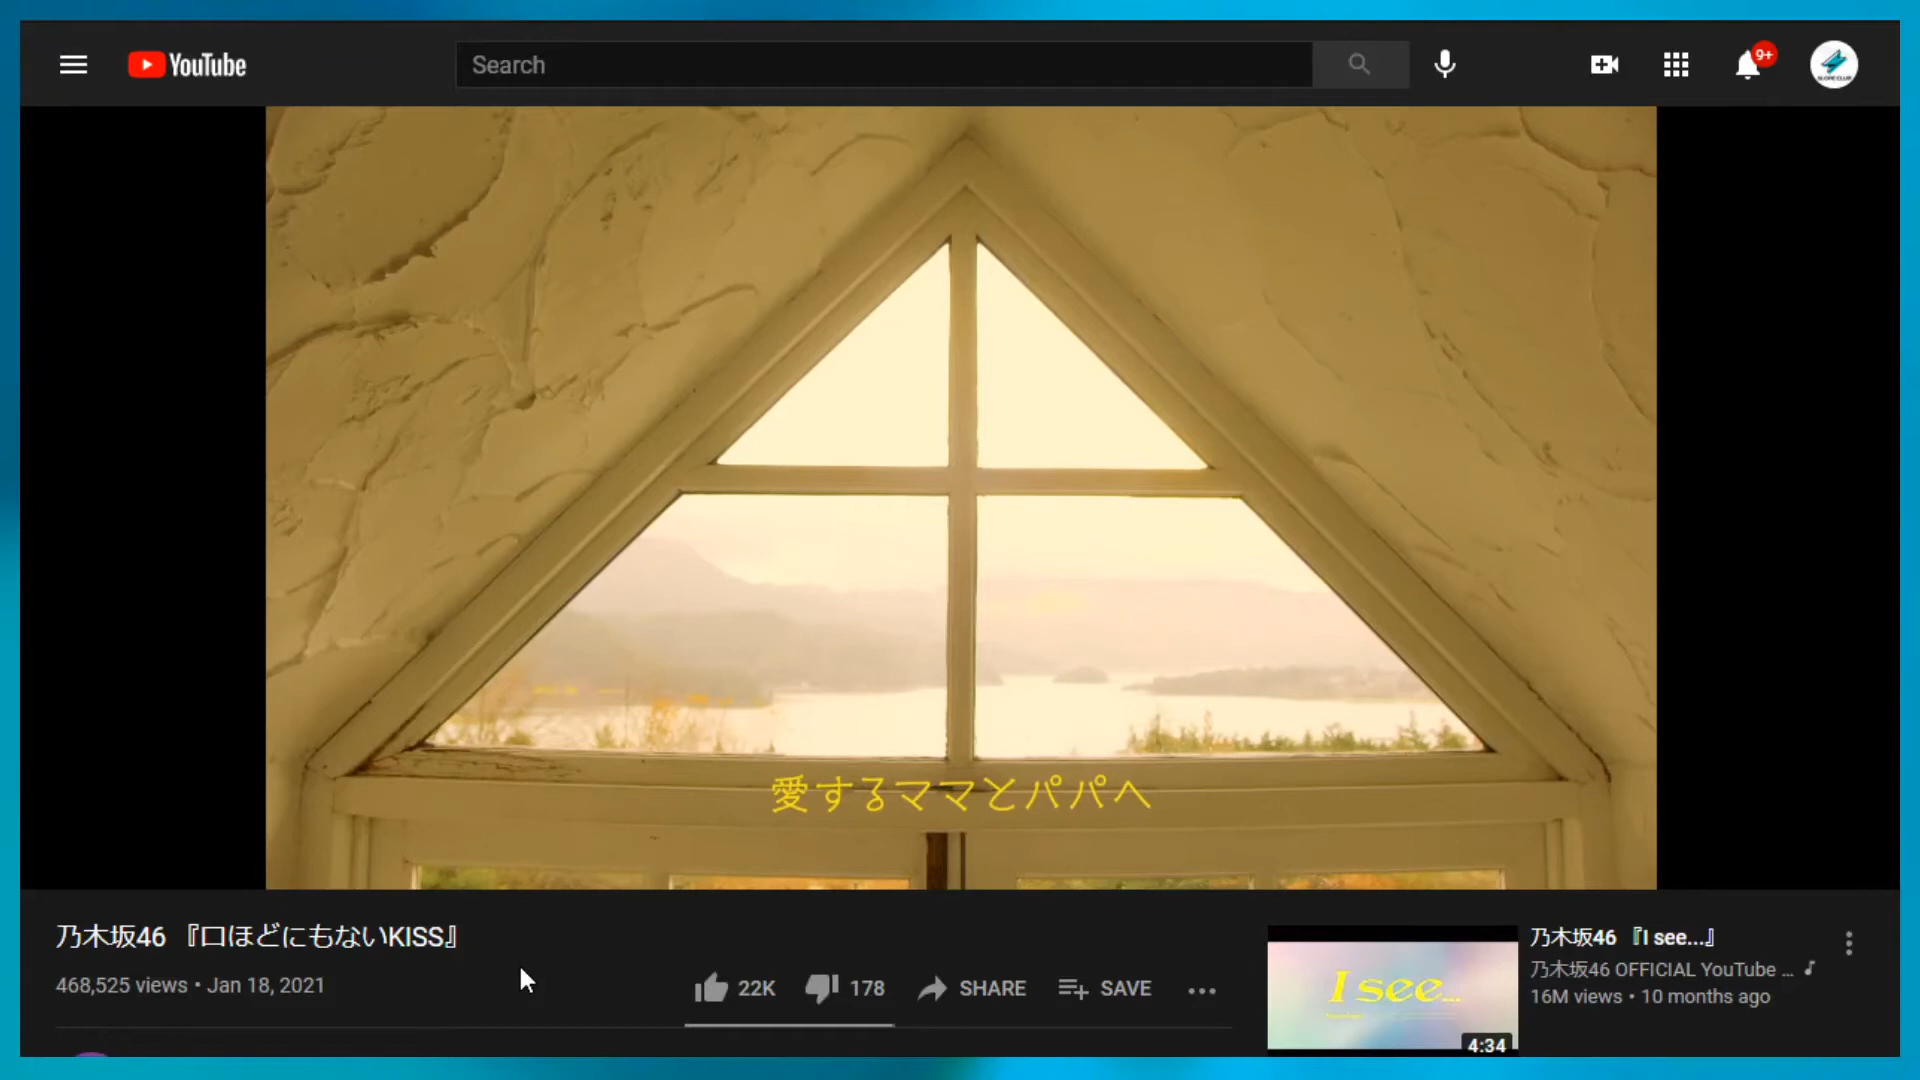 YouTube
Search
9+
SLOPE CLUB
愛するママとパパへ
乃木坂46 『口ほどにもないKISS』
468,525 views • Jan 18, 2021
22K
178
SHARE
SAVE
I see...
4:34
乃木坂46 『I see...』
乃木坂46 OFFICIAL YouTube ...
16M views • 10 months ago